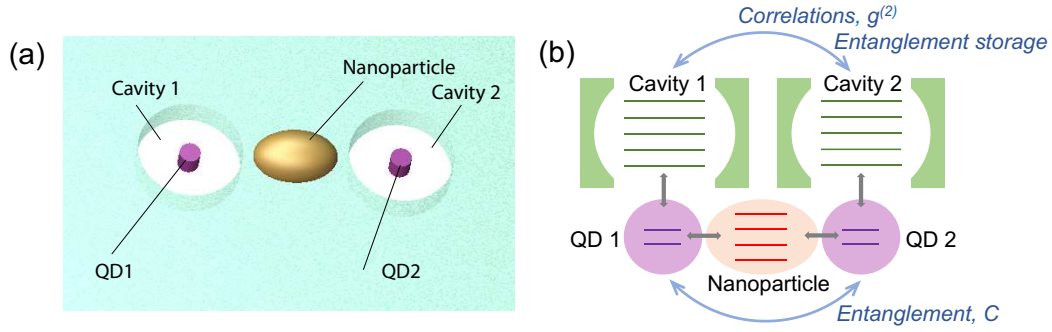 (a)
Nanoparticle
Cavity 1
Cavity 2
QD1
QD2
(b)
Correlations, g(2)
Entanglement storage
Cavity 1
Cavity 2
QD 1
QD 2
Nanoparticle
Entanglement, C